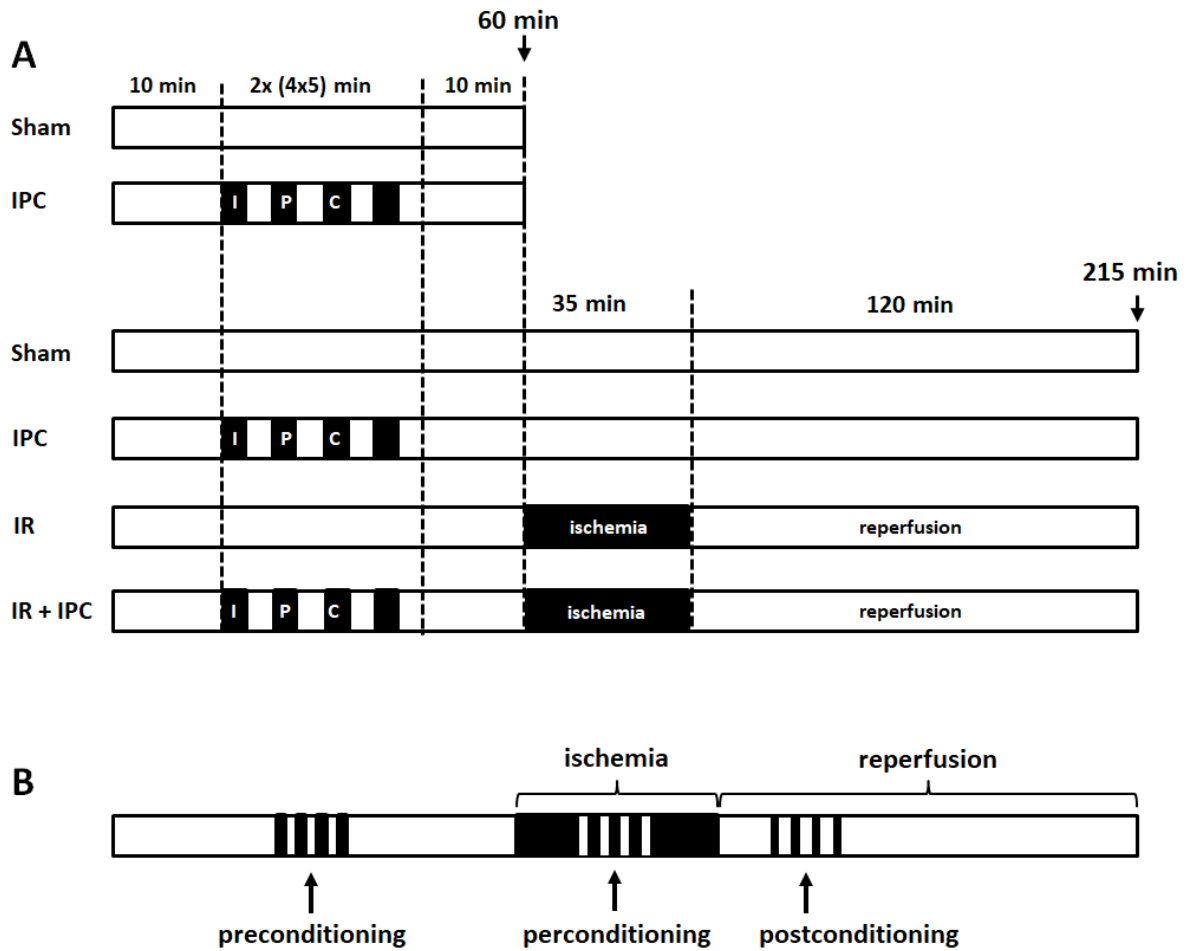 60 min
A
10 min 2x (4x5) min 10 min
Sham
IPC I P C
215 min
35 min 120 min
Sham
IPC I P C
IR ischemia reperfusion
IR + IPC I P C ischemia reperfusion
ischemia reperfusion
B
preconditioning perconditioning postconditioning